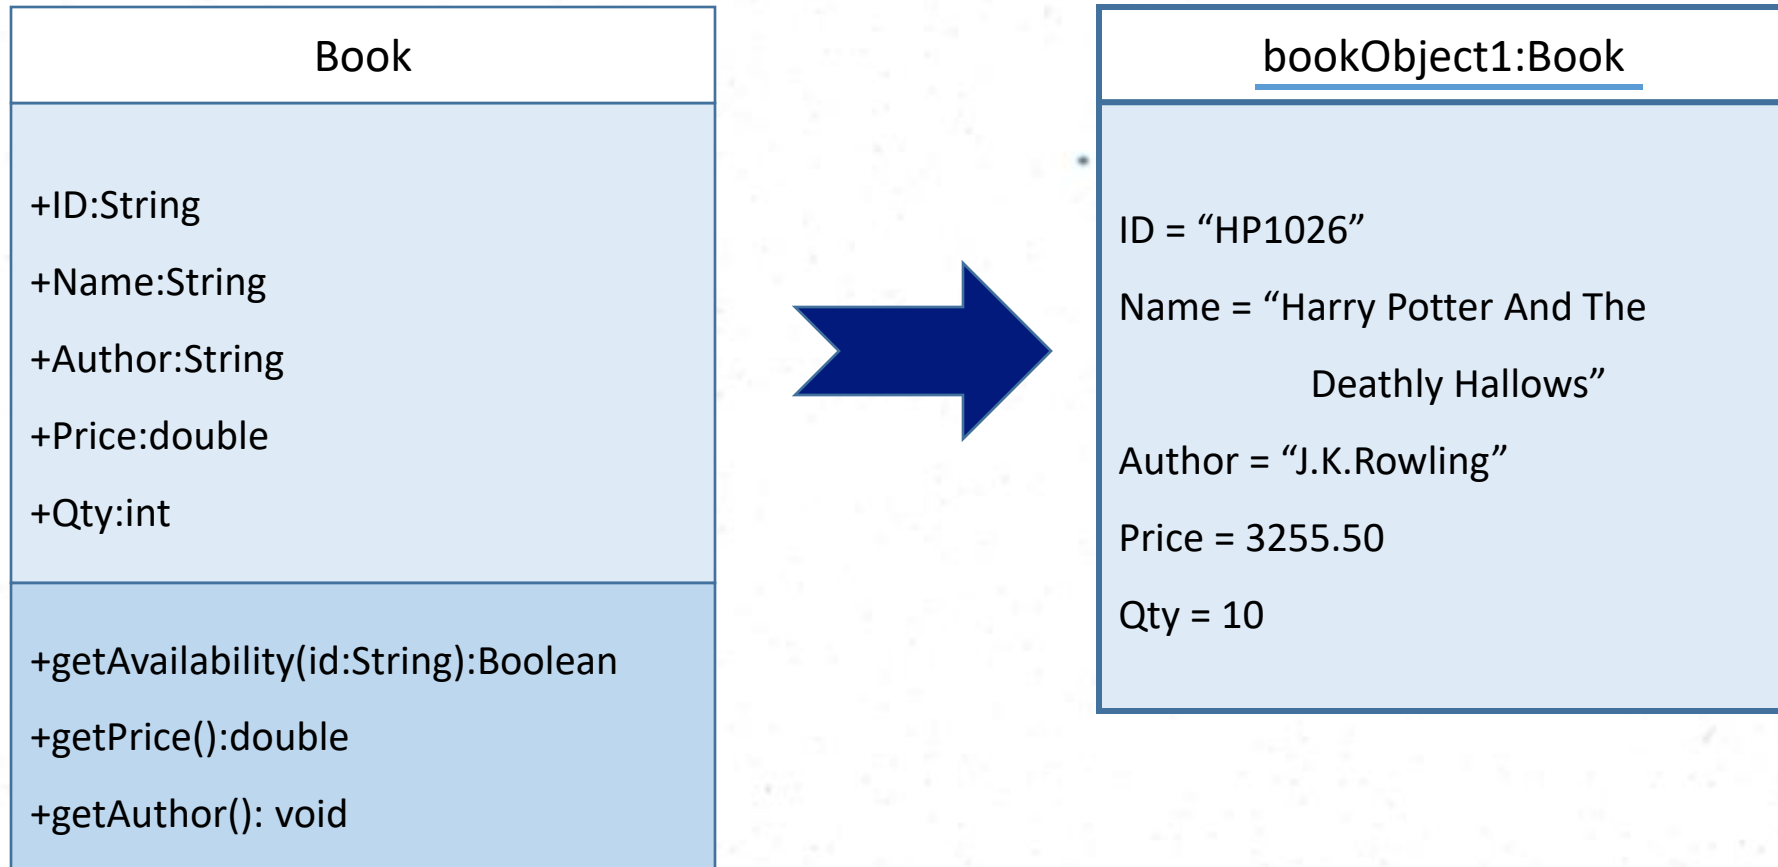 Book
+ID:String
+Name:String
+Author:String
+Price:double
+Qty:int
+getAvailability(id:String):Boolean
+getPrice():double
+getAuthor(): void
bookObject1:Book
ID = “HP1026”
Name = “Harry Potter And The
Deathly Hallows”
Author = “J.K.Rowling”
Price = 3255.50
Qty = 10